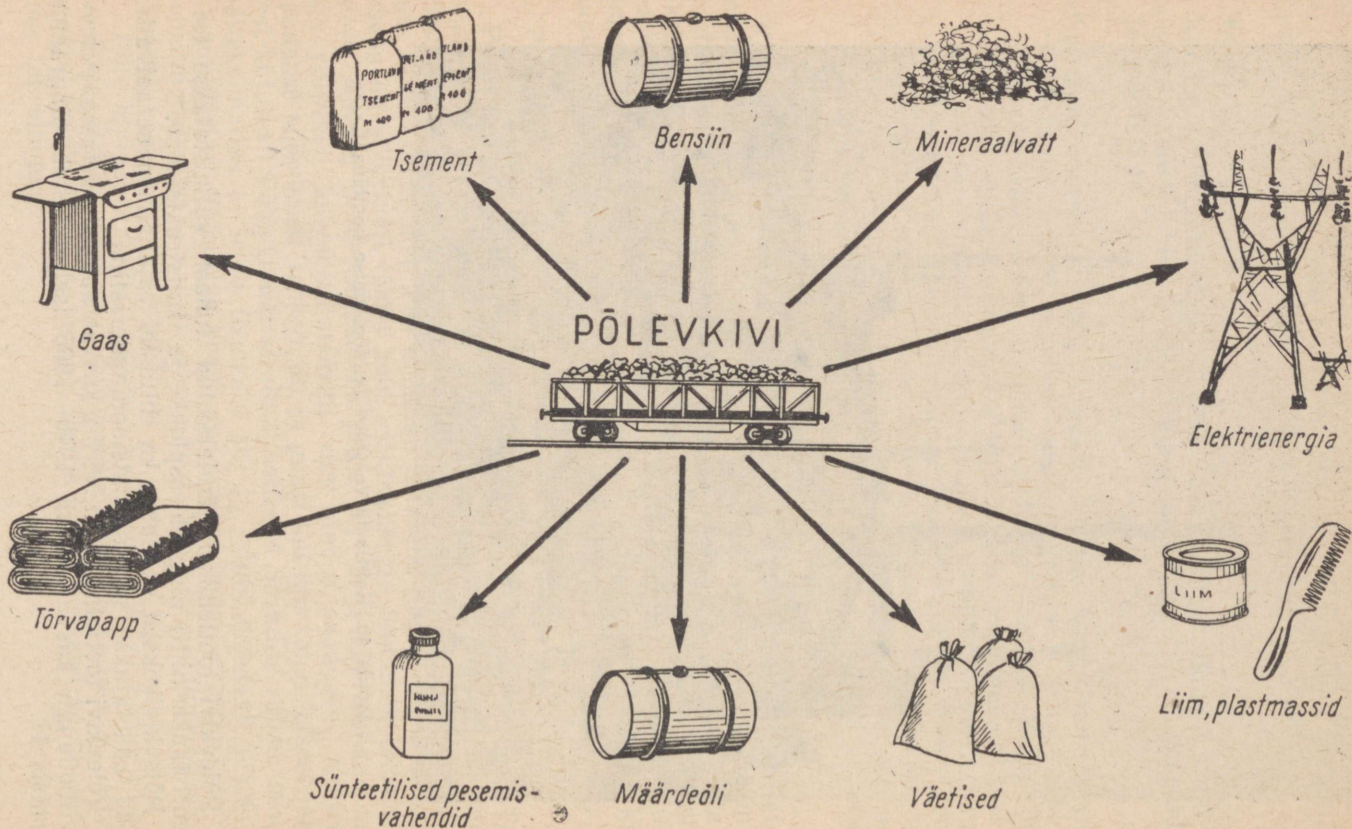 PORTLAND
TSEMENT
M 400
Tsement
Bensiin
Mineraalvatt
Gaas
PÕLEVKIVI
Elektrienergia
Tõrvapapp
LIIM
Liim, plastmassid
Sünteetilised pesemis-
vahendid
Määrdeõli
Väetised